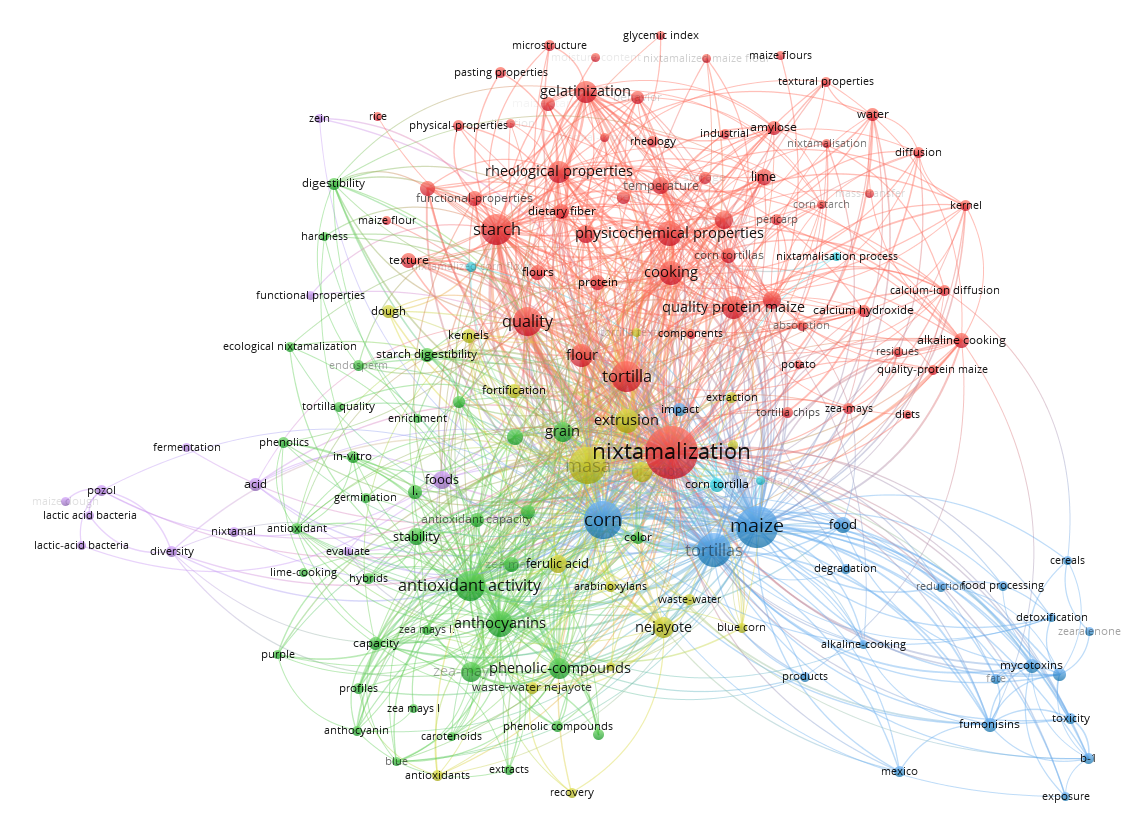 glycemic index
microstructure
maize flours
pasting properties
textural properties
gelatinization
rice
water
zein
physical-properties
amylose
industrial
rheology
nixtamalisation
diffusion
rheological properties
lime
digestibility
temperature
functional-properties
corn starch
kernel
dietary fiber
maize flour
pericarp
starch
physicochemical properties
hardness
corn tortillas
nixtamalisation process
texture
flours
cooking
protein
calcium-ion diffusion
functional properties
quality protein maize
dough
calcium hydroxide
quality
absorption
kernels
components
alkaline cooking
ecological nixtamalization
starch digestibility
flour
residues
endosperm
potato
quality-protein maize
tortilla
fortification
extraction
tortilla quality
impact
zea-mays
tortilla chips
diets
enrichment
extrusion
grain
phenolics
fermentation
nixtamalization
in-vitro
masa
foods
acid
corn tortilla
pozol
l.
germination
lactic acid bacteria
antioxidant capacity
corn
maize
food
antioxidant
nixtamal
stability
color
lactic-acid bacteria
diversity
evaluate
tortillas
cereals
ferulic acid
degradation
lime-cooking
hybrids
antioxidant activity
arabinoxylans
reduction
food processing
waste-water
detoxification
anthocyanins
zea mays l.
nejayote
blue corn
zearalenone
capacity
alkaline-cooking
purple
mycotoxins
phenolic-compounds
zea-mays
products
fate
profiles
waste-water nejayote
zea mays l
toxicity
fumonisins
phenolic compounds
anthocyanin
carotenoids
b-1
blue
extracts
mexico
antioxidants
recovery
exposure